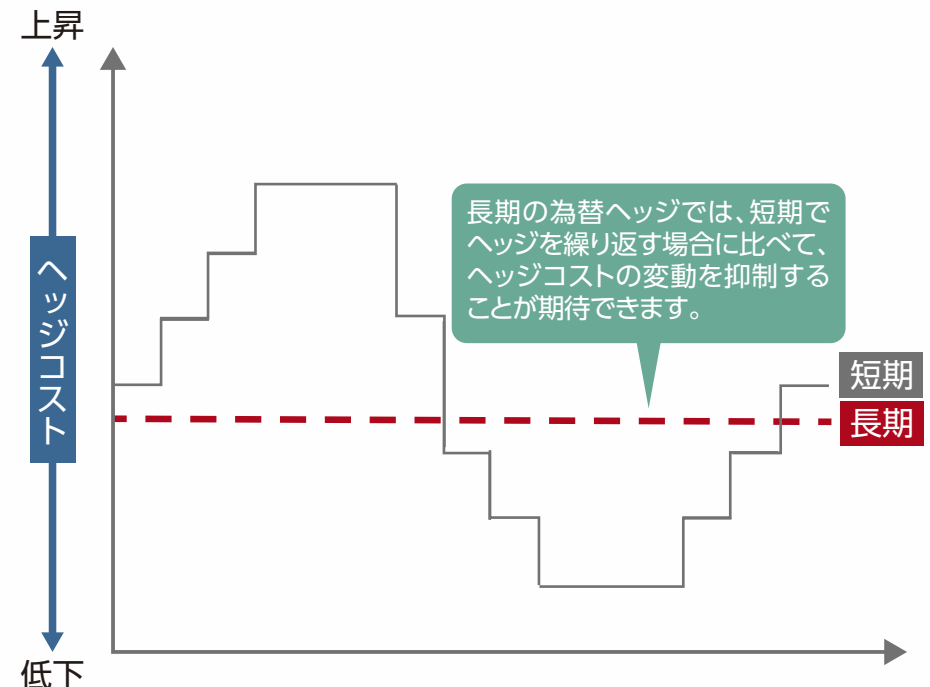 上昇
ヘッジコスト
低下
長期の為替ヘッジでは、短期で
ヘッジを繰り返す場合に比べて、
ヘッジコストの変動を抑制する
ことが期待できます。
短期
長期